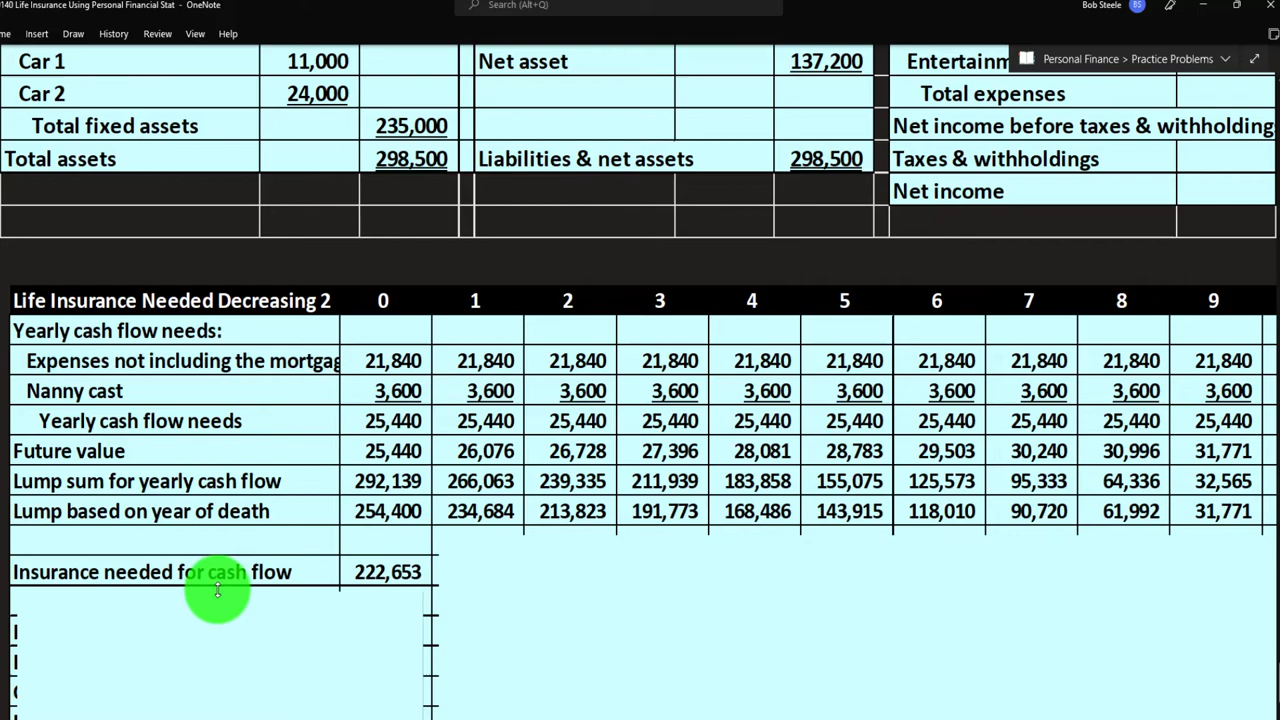 0140 Life Insurance Using Personal Financial Stat - OneNote
Search (Alt+Q)
Bob Steele BS
me Insert Draw History Review View Help
Personal Finance > Practice Problems
Car 1 11,000 Net asset 137,200 Entertainm
Car 2 24,000 Total expenses
Total fixed assets 235,000 Net income before taxes & withholding
Total assets 298,500 Liabilities & net assets 298,500 Taxes & withholdings
Net income
Life Insurance Needed Decreasing 2 0 1 2 3 4 5 6 7 8 9
Yearly cash flow needs:
Expenses not including the mortgag 21,840 21,840 21,840 21,840 21,840 21,840 21,840 21,840 21,840 21,840
Nanny cast 3,600 3,600 3,600 3,600 3,600 3,600 3,600 3,600 3,600 3,600
Yearly cash flow needs 25,440 25,440 25,440 25,440 25,440 25,440 25,440 25,440 25,440 25,440
Future value 25,440 26,076 26,728 27,396 28,081 28,783 29,503 30,240 30,996 31,771
Lump sum for yearly cash flow 292,139 266,063 239,335 211,939 183,858 155,075 125,573 95,333 64,336 32,565
Lump based on year of death 254,400 234,684 213,823 191,773 168,486 143,915 118,010 90,720 61,992 31,771
Insurance needed for cash flow 222,653